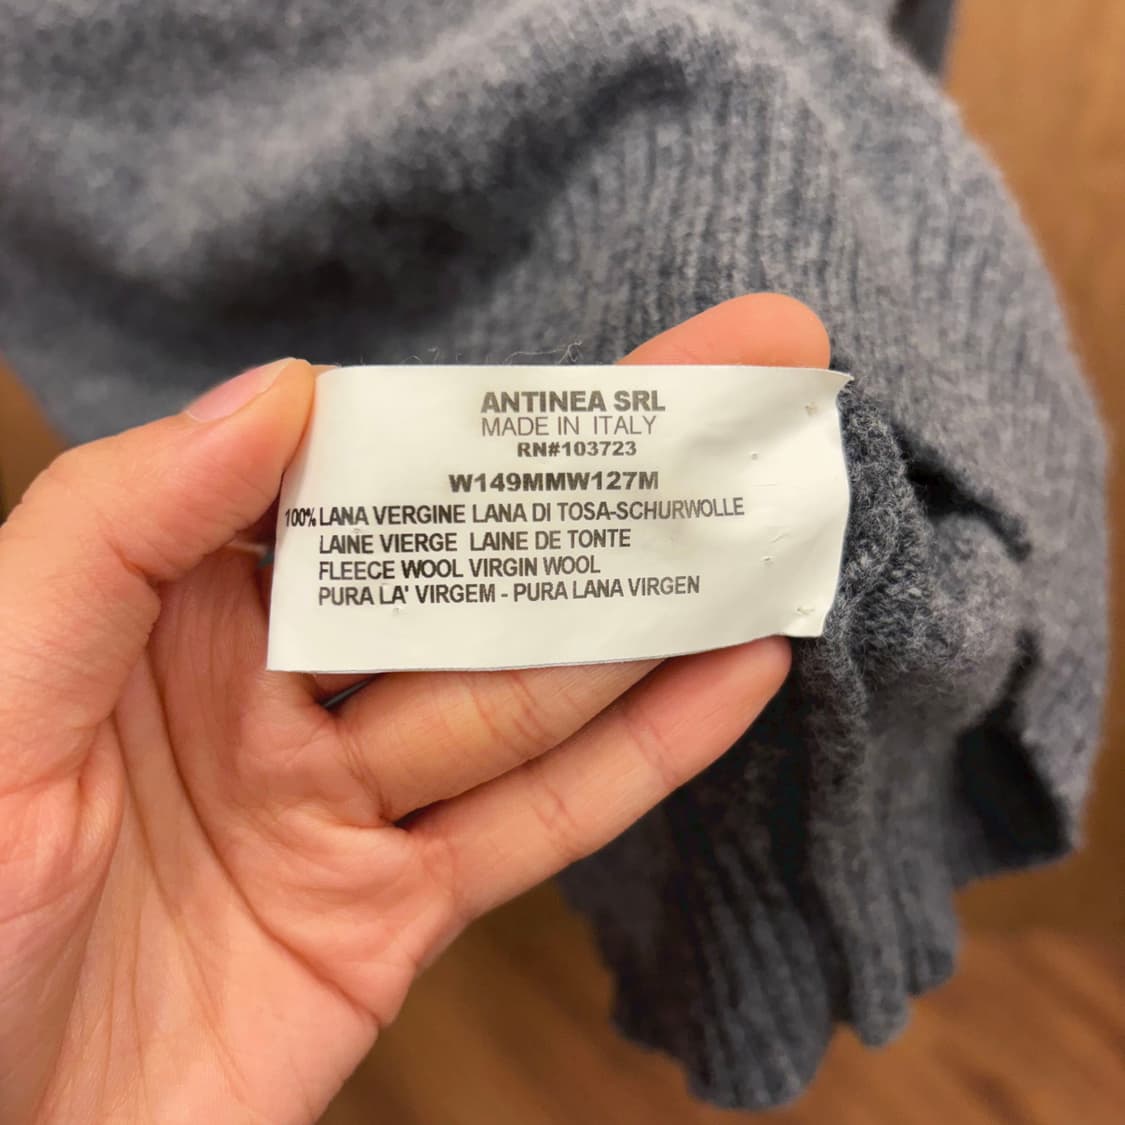 ANTINEA SRL
MADE IN ITALY
RN#103723
W149MMW127M
100% LANA VERGINE LANA DI TOSA-SCHURWOLLE
LAINE VIERGE LAINE DE TONTE
FLEECE WOOL VIRGIN WOOL
PURA LA' VIRGEM - PURA LANA VIRGEN